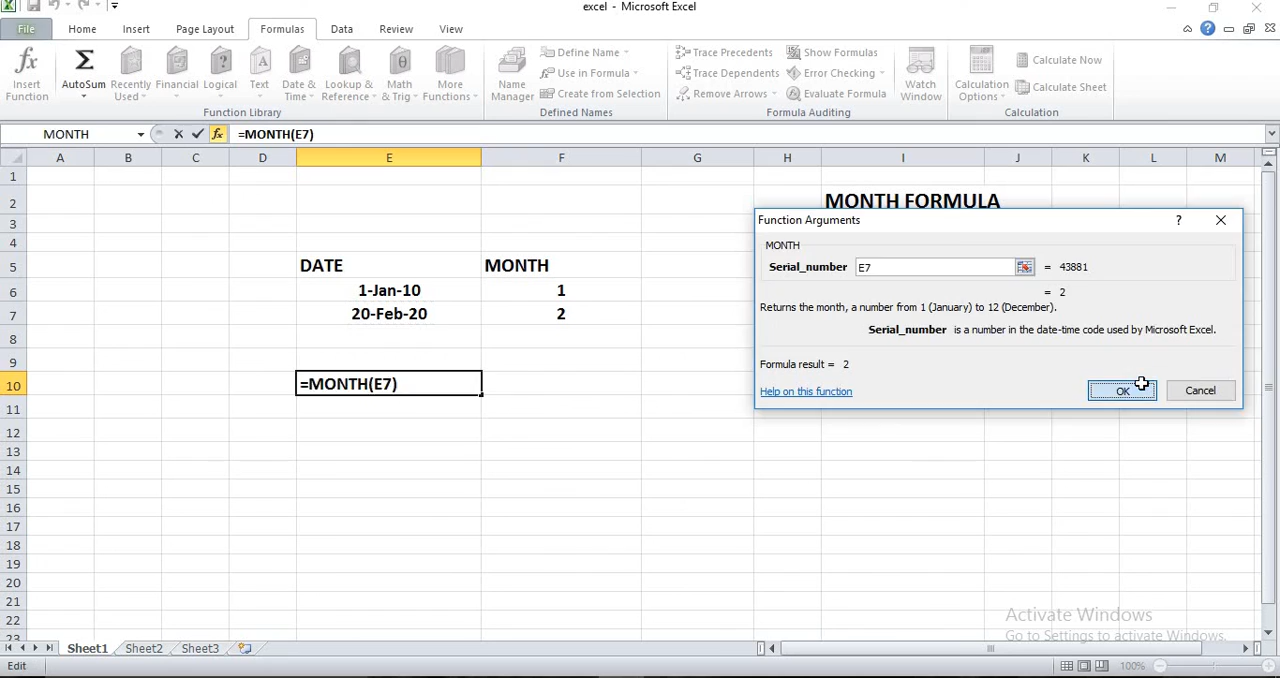 excel - Microsoft Excel
File Home Insert Page Layout Formulas Data Review View
Insert Function
AutoSum
Recently Used
Financial
Logical
Text
Date & Time
Lookup & Reference
Math & Trig
More Functions
Function Library
Name Manager
Define Name
Use in Formula
Create from Selection
Defined Names
Trace Precedents
Trace Dependents
Remove Arrows
Show Formulas
Error Checking
Evaluate Formula
Formula Auditing
Watch Window
Calculation Options
Calculate Now
Calculate Sheet
Calculation
MONTH fx =MONTH(E7)
A B C D E F G H I J K L M
1
2 MONTH FORMULA
3
4
5 DATE MONTH
6 1-Jan-10 1
7 20-Feb-20 2
8
9
10 =MONTH(E7)
11
12
13
14
15
16
17
18
19
20
21
22
23
Function Arguments ?
MONTH
Serial_number E7 = 43881
= 2
Returns the month, a number from 1 (January) to 12 (December).
Serial_number is a number in the date-time code used by Microsoft Excel.
Formula result = 2
Help on this function
OK Cancel
Activate Windows
Go to Settings to activate Windows.
Sheet1 Sheet2 Sheet3
Edit 100%